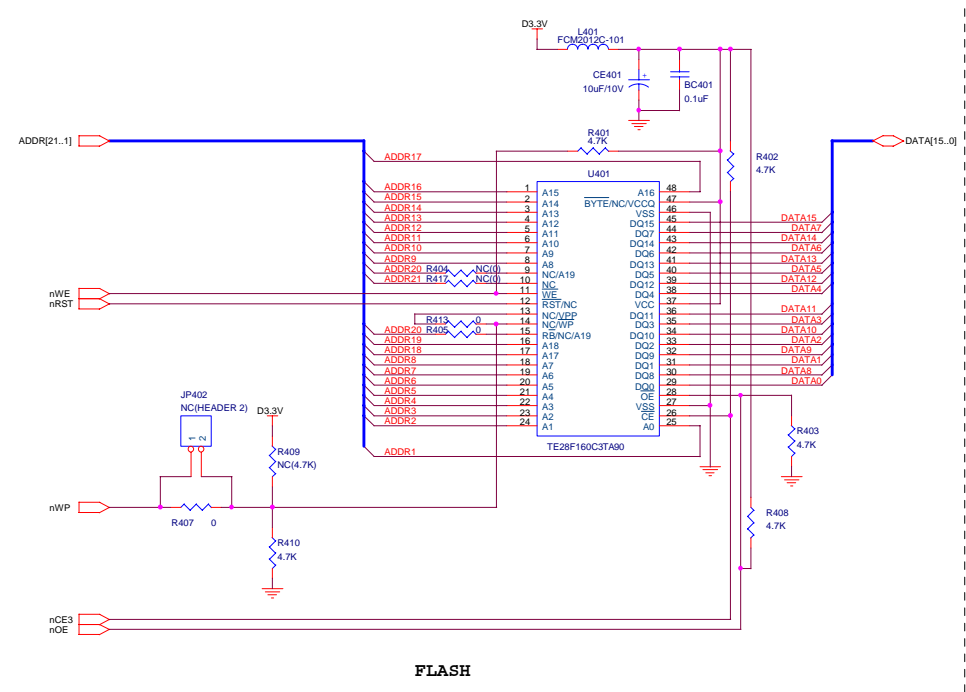 D3.3V
L401
FCM2012C-101
CE401
10uF/10V
+
BC401
0.1uF
ADDR[21..1]
DATA[15..0]
R401
4.7K
R402
4.7K
U401
ADDR17
ADDR16 1 A15 A16 48
ADDR15 2 A14 BYTE/NC/VCCQ 47
ADDR14 3 A13 VSS 46
ADDR13 4 A12 DQ15 45 DATA15
ADDR12 5 A11 DQ7 44 DATA7
ADDR11 6 A10 DQ14 43 DATA14
ADDR10 7 A9 DQ6 42 DATA6
ADDR9 8 A8 DQ13 41 DATA13
ADDR20 R404 NC(0) 9 NC/A19 DQ5 40 DATA5
ADDR21 R417 NC(0) 10 NC DQ12 39 DATA12
nWE 11 WE DQ4 38 DATA4
nRST 12 RST/NC VCC 37
13 NC/VPP DQ11 36 DATA11
R413 0 14 NC/WP DQ3 35 DATA3
ADDR20 R405 0 15 RB/NC/A19 DQ10 34 DATA10
ADDR19 16 A18 DQ2 33 DATA2
ADDR18 17 A17 DQ9 32 DATA9
ADDR8 18 A7 DQ1 31 DATA1
ADDR7 19 A6 DQ8 30 DATA8
ADDR6 20 A5 DQ0 29 DATA0
ADDR5 21 A4 OE 28
ADDR4 22 A3 VSS 27
ADDR3 23 A2 CE 26
ADDR2 24 A1 A0 25
ADDR1
TE28F160C3TA90
JP402
NC(HEADER 2)
1 2
D3.3V
R409
NC(4.7K)
R403
4.7K
nWP
R407 0
R408
4.7K
R410
4.7K
nCE3
nOE
FLASH